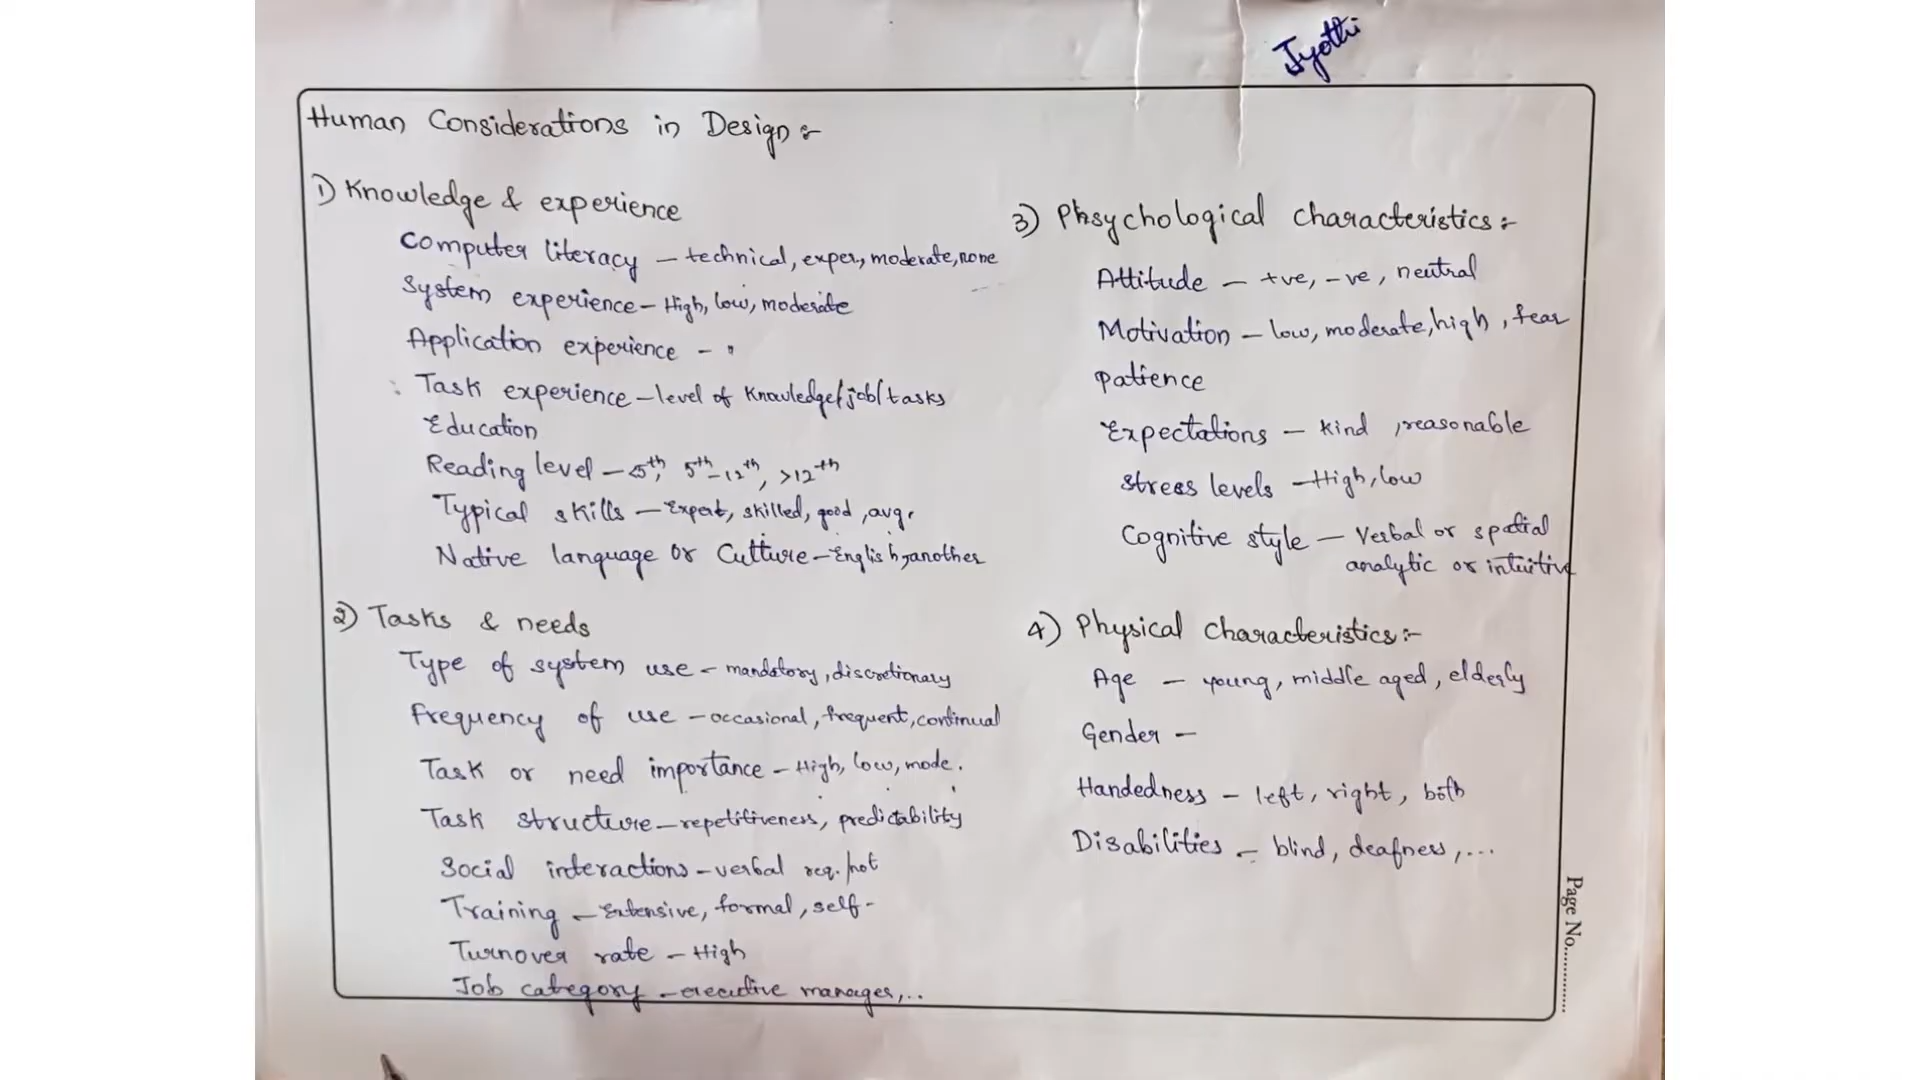 Jyothi
Human Considerations in Design :-
1) Knowledge & experience
Computer literacy – technical, exper., moderate, none
System experience – High, low, moderate
Application experience – "
Task experience – level of knowledge/job/tasks
Education
Reading level – <5th, 5th–12th, >12th
Typical skills – Expert, skilled, good, avg.
Native language or Culture – English, another
2) Tasks & needs
Type of system use – mandatory, discretionary
Frequency of use – occasional, frequent, continual
Task or need importance – High, low, mode.
Task structure – repetitiveness, predictability
Social interactions – verbal req./not
Training – Extensive, formal, self-
Turnover rate – High
Job category – executive manager,...
3) Phsychological characteristics :-
Attitude – +ve, -ve, neutral
Motivation – low, moderate, high, fear
patience
Expectations – kind, reasonable
Stress levels – High, low
Cognitive style – Verbal or spatial
analytic or intuitive
4) Physical characteristics :-
Age – young, middle aged, elderly
Gender –
Handedness – left, right, both
Disabilities – blind, deafness, ...
Page No.............